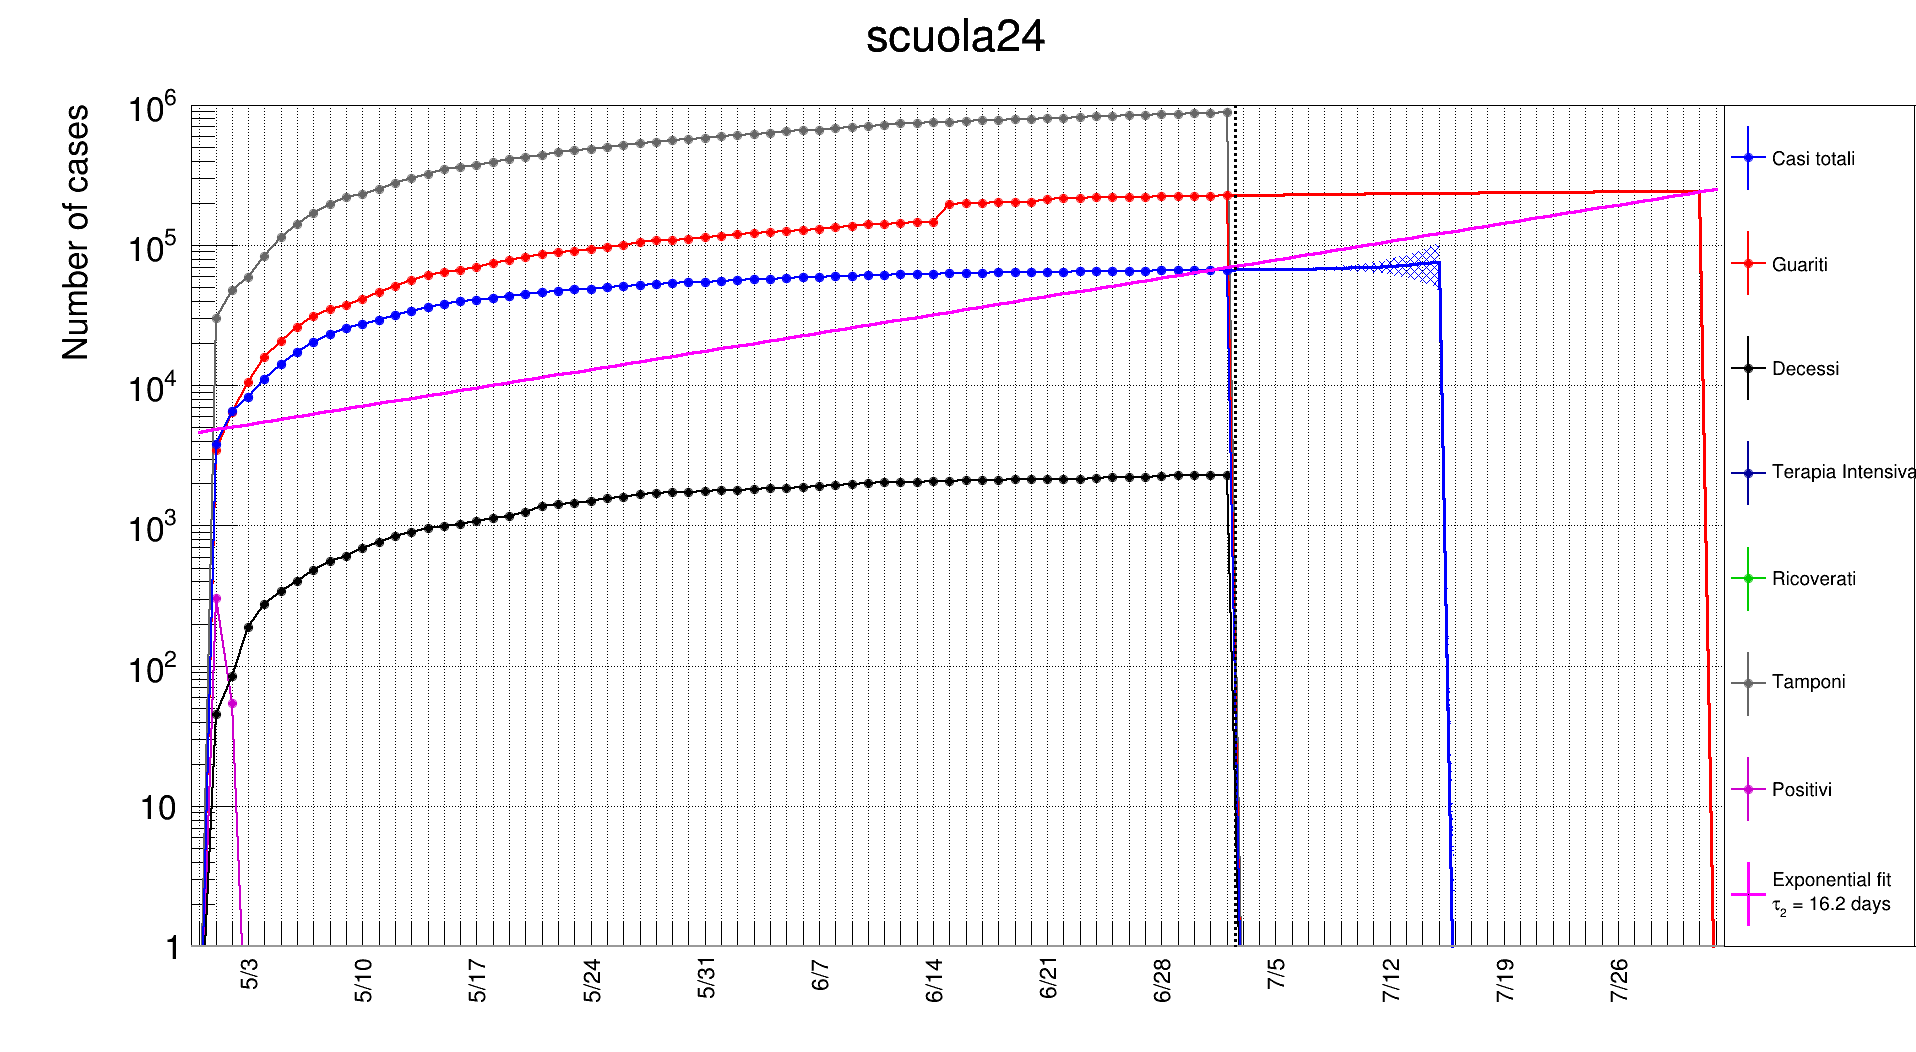 scuola24
Number of cases
10^6
10^5
10^4
10^3
10^2
10
1
5/3
5/10
5/17
5/24
5/31
6/7
6/14
6/21
6/28
7/5
7/12
7/19
7/26
Casi totali
Guariti
Decessi
Terapia Intensiva
Ricoverati
Tamponi
Positivi
Exponential fit
τ₂ = 16.2 days